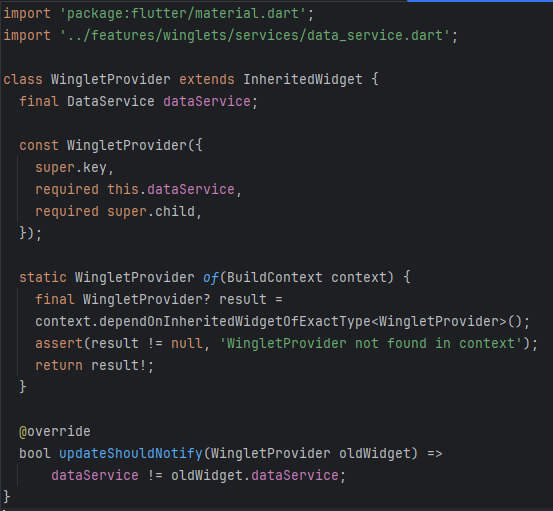 import 'package:flutter/material.dart';
import '../features/winglets/services/data_service.dart';

class WingletProvider extends InheritedWidget {
  final DataService dataService;

  const WingletProvider({
    super.key,
    required this.dataService,
    required super.child,
  });

  static WingletProvider of(BuildContext context) {
    final WingletProvider? result =
    context.dependOnInheritedWidgetOfExactType<WingletProvider>();
    assert(result != null, 'WingletProvider not found in context');
    return result!;
  }

  @override
  bool updateShouldNotify(WingletProvider oldWidget) =>
      dataService != oldWidget.dataService;
}